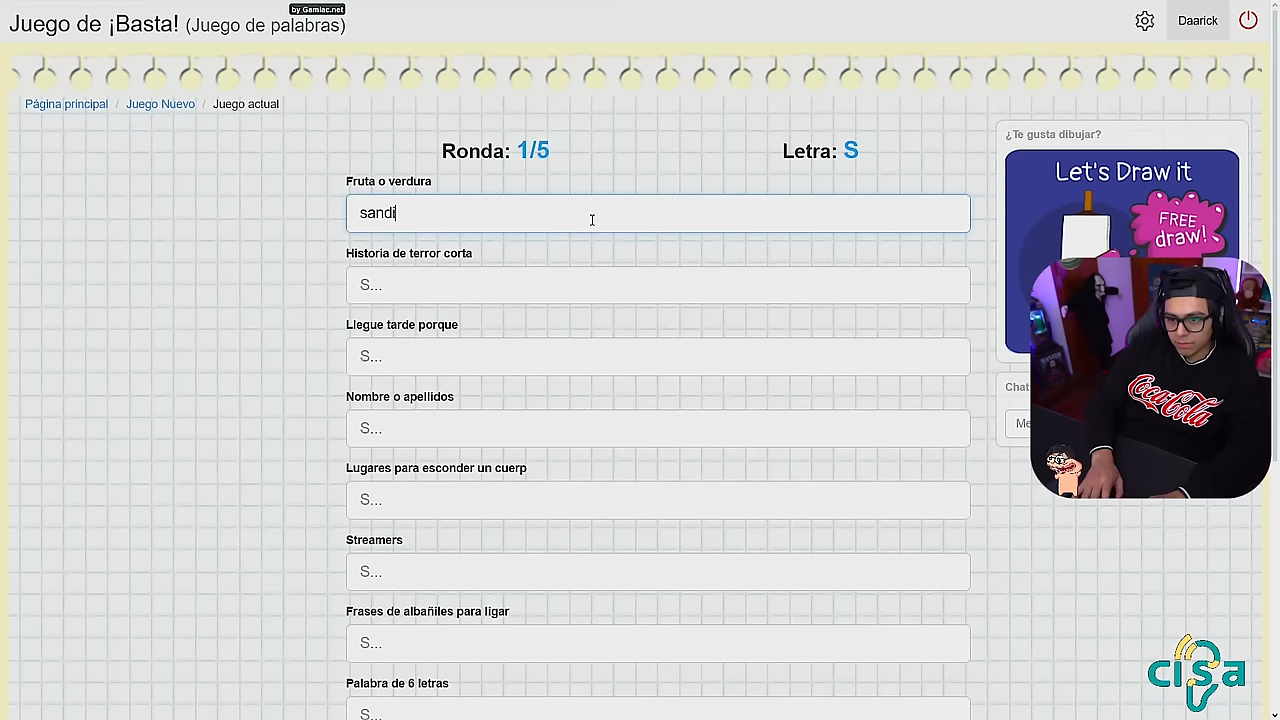 by Gamiac.net
Juego de ¡Basta! (Juego de palabras)
Daarick
Página principal / Juego Nuevo / Juego actual
Ronda: 1/5
Letra: S
¿Te gusta dibujar?
Let's Draw it
FREE
draw!
Fruta o verdura
sandi
Historia de terror corta
S...
Llegue tarde porque
S...
Nombre o apellidos
S...
Lugares para esconder un cuerp
S...
Streamers
S...
Frases de albañiles para ligar
S...
Palabra de 6 letras
S...
Chat
Me
Coca-Cola
cisa